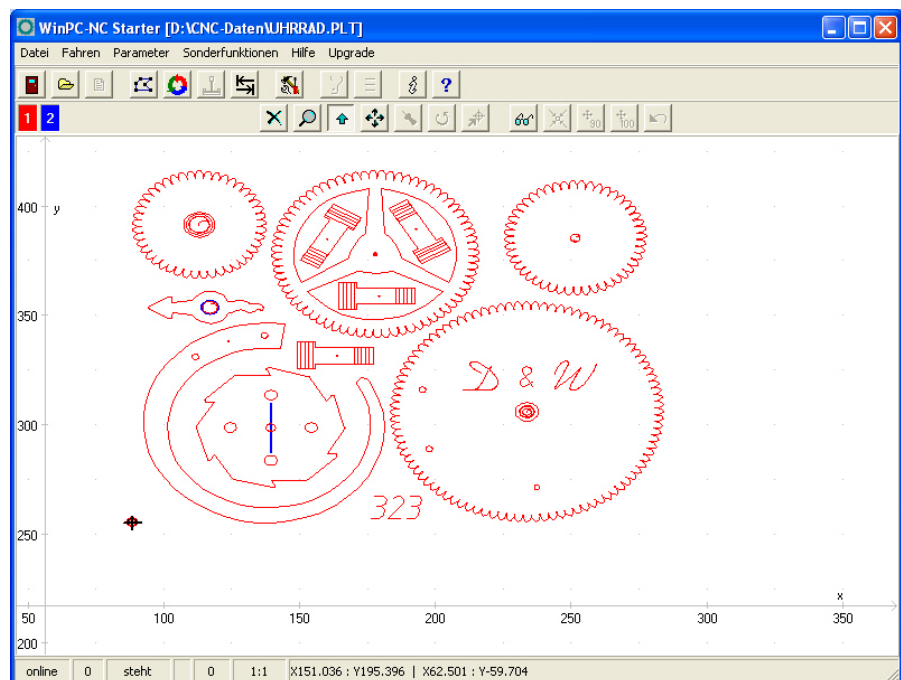 WinPC-NC Starter [D:\CNC-Daten\UHRRAD.PLT]
Datei Fahren Parameter Sonderfunktionen Hilfe Upgrade
1 2
90 100
400 y
350
D & W
300
323
250
x
50 100 150 200 250 300 350
200
online 0 steht 0 1:1 X151.036 : Y195.396 | X62.501 : Y-59.704